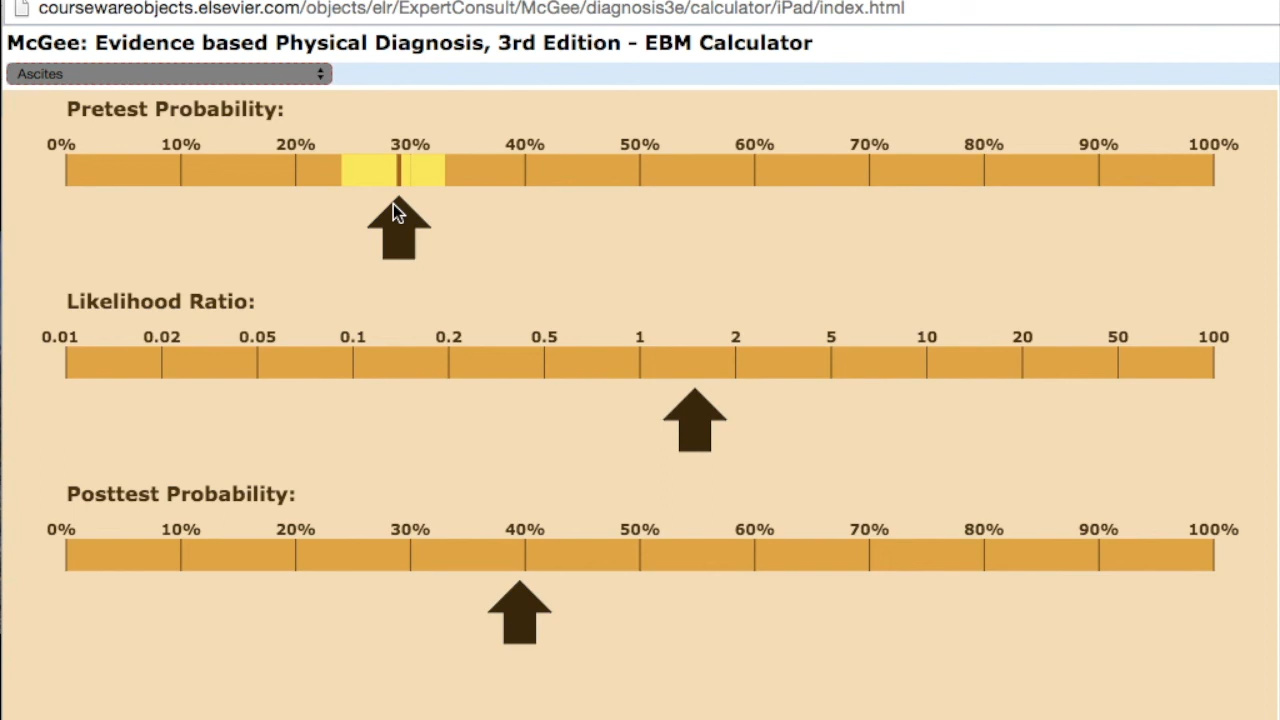 coursewareobjects.elsevier.com/objects/elr/ExpertConsult/McGee/diagnosis3e/calculator/iPad/index.html
McGee: Evidence based Physical Diagnosis, 3rd Edition - EBM Calculator
Ascites
Pretest Probability:
0% 10% 20% 30% 40% 50% 60% 70% 80% 90% 100%
Likelihood Ratio:
0.01 0.02 0.05 0.1 0.2 0.5 1 2 5 10 20 50 100
Posttest Probability:
0% 10% 20% 30% 40% 50% 60% 70% 80% 90% 100%